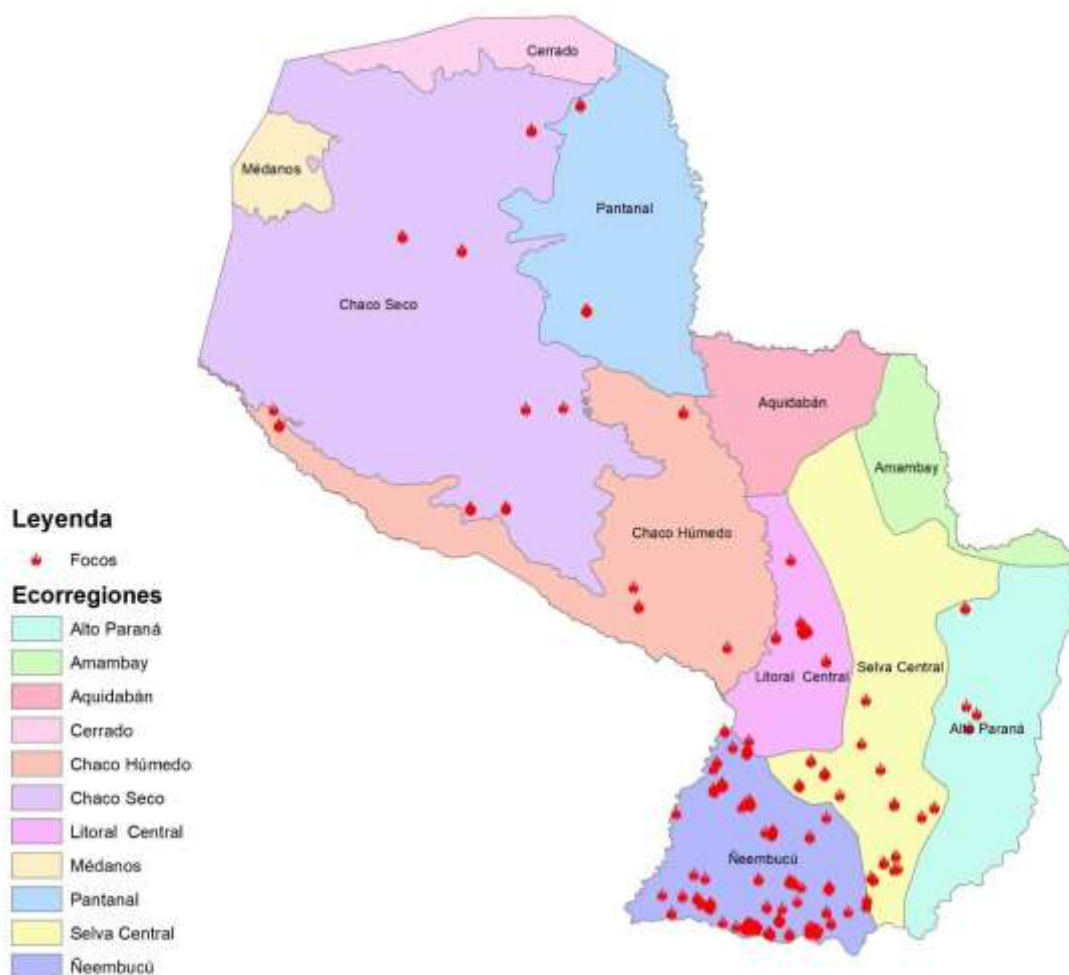 Cerrado
Médanos
Pantanal
Chaco Seco
Aquidabán
Amambay
Chaco Húmedo
Selva Central
Litoral Central
Alto Paraná
Ñeembucú
Leyenda
Focos
Ecorregiones
Alto Paraná
Amambay
Aquidabán
Cerrado
Chaco Húmedo
Chaco Seco
Litoral Central
Médanos
Pantanal
Selva Central
Ñeembucú